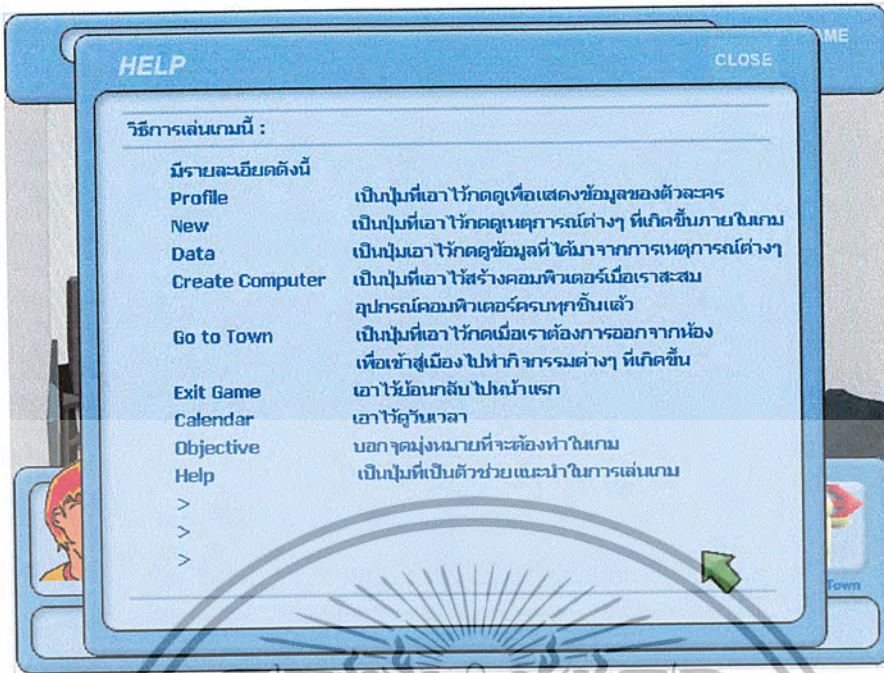 AME
HELP CLOSE
วิธีการเล่นเกมนี้ :
มีรายละเอียดดังนี้
Profile เป็นปุ่มที่เอาไว้กดดูเพื่อแสดงข้อมูลของตัวละคร
New เป็นปุ่มที่เอาไว้กดดูเหตุการณ์ต่างๆ ที่เกิดขึ้นภายในเกม
Data เป็นปุ่มเอาไว้กดดูข้อมูลที่ได้มาจากการเหตุการณ์ต่างๆ
Create Computer เป็นปุ่มที่เอาไว้สร้างคอมพิวเตอร์เมื่อเราสะสม
อุปกรณ์คอมพิวเตอร์ครบทุกชิ้นแล้ว
Go to Town เป็นปุ่มที่เอาไว้กดเมื่อเราต้องการออกจากห้อง
เพื่อเข้าสู่เมืองไปทำกิจกรรมต่างๆ ที่เกิดขึ้น
Exit Game เอาไว้ย้อนกลับไปหน้าแรก
Calendar เอาไว้ดูวันเวลา
Objective บอกจุดมุ่งหมายที่จะต้องทำในเกม
Help เป็นปุ่มที่เป็นตัวช่วยแนะนำในการเล่นเกม
>
>
>
Town